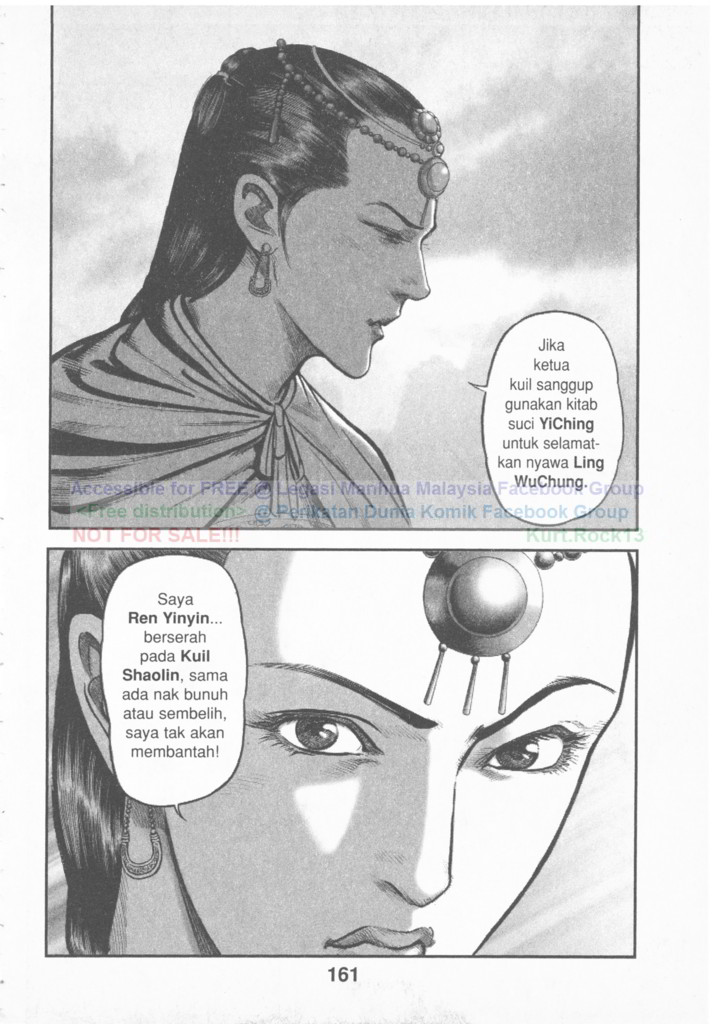 Jika
ketua
kuil sanggup
gunakan kitab
suci YiChing
untuk selamat-
kan nyawa Ling
WuChung.
Accessible for FREE @ Legasi Manhua Malaysia Facebook Group
<Free distribution> @ Perikatan Dunia Komik Facebook Group
NOT FOR SALE!!! Kurt.Rock13
Saya
Ren Yinyin...
berserah
pada Kuil
Shaolin, sama
ada nak bunuh
atau sembelih,
saya tak akan
membantah!
161